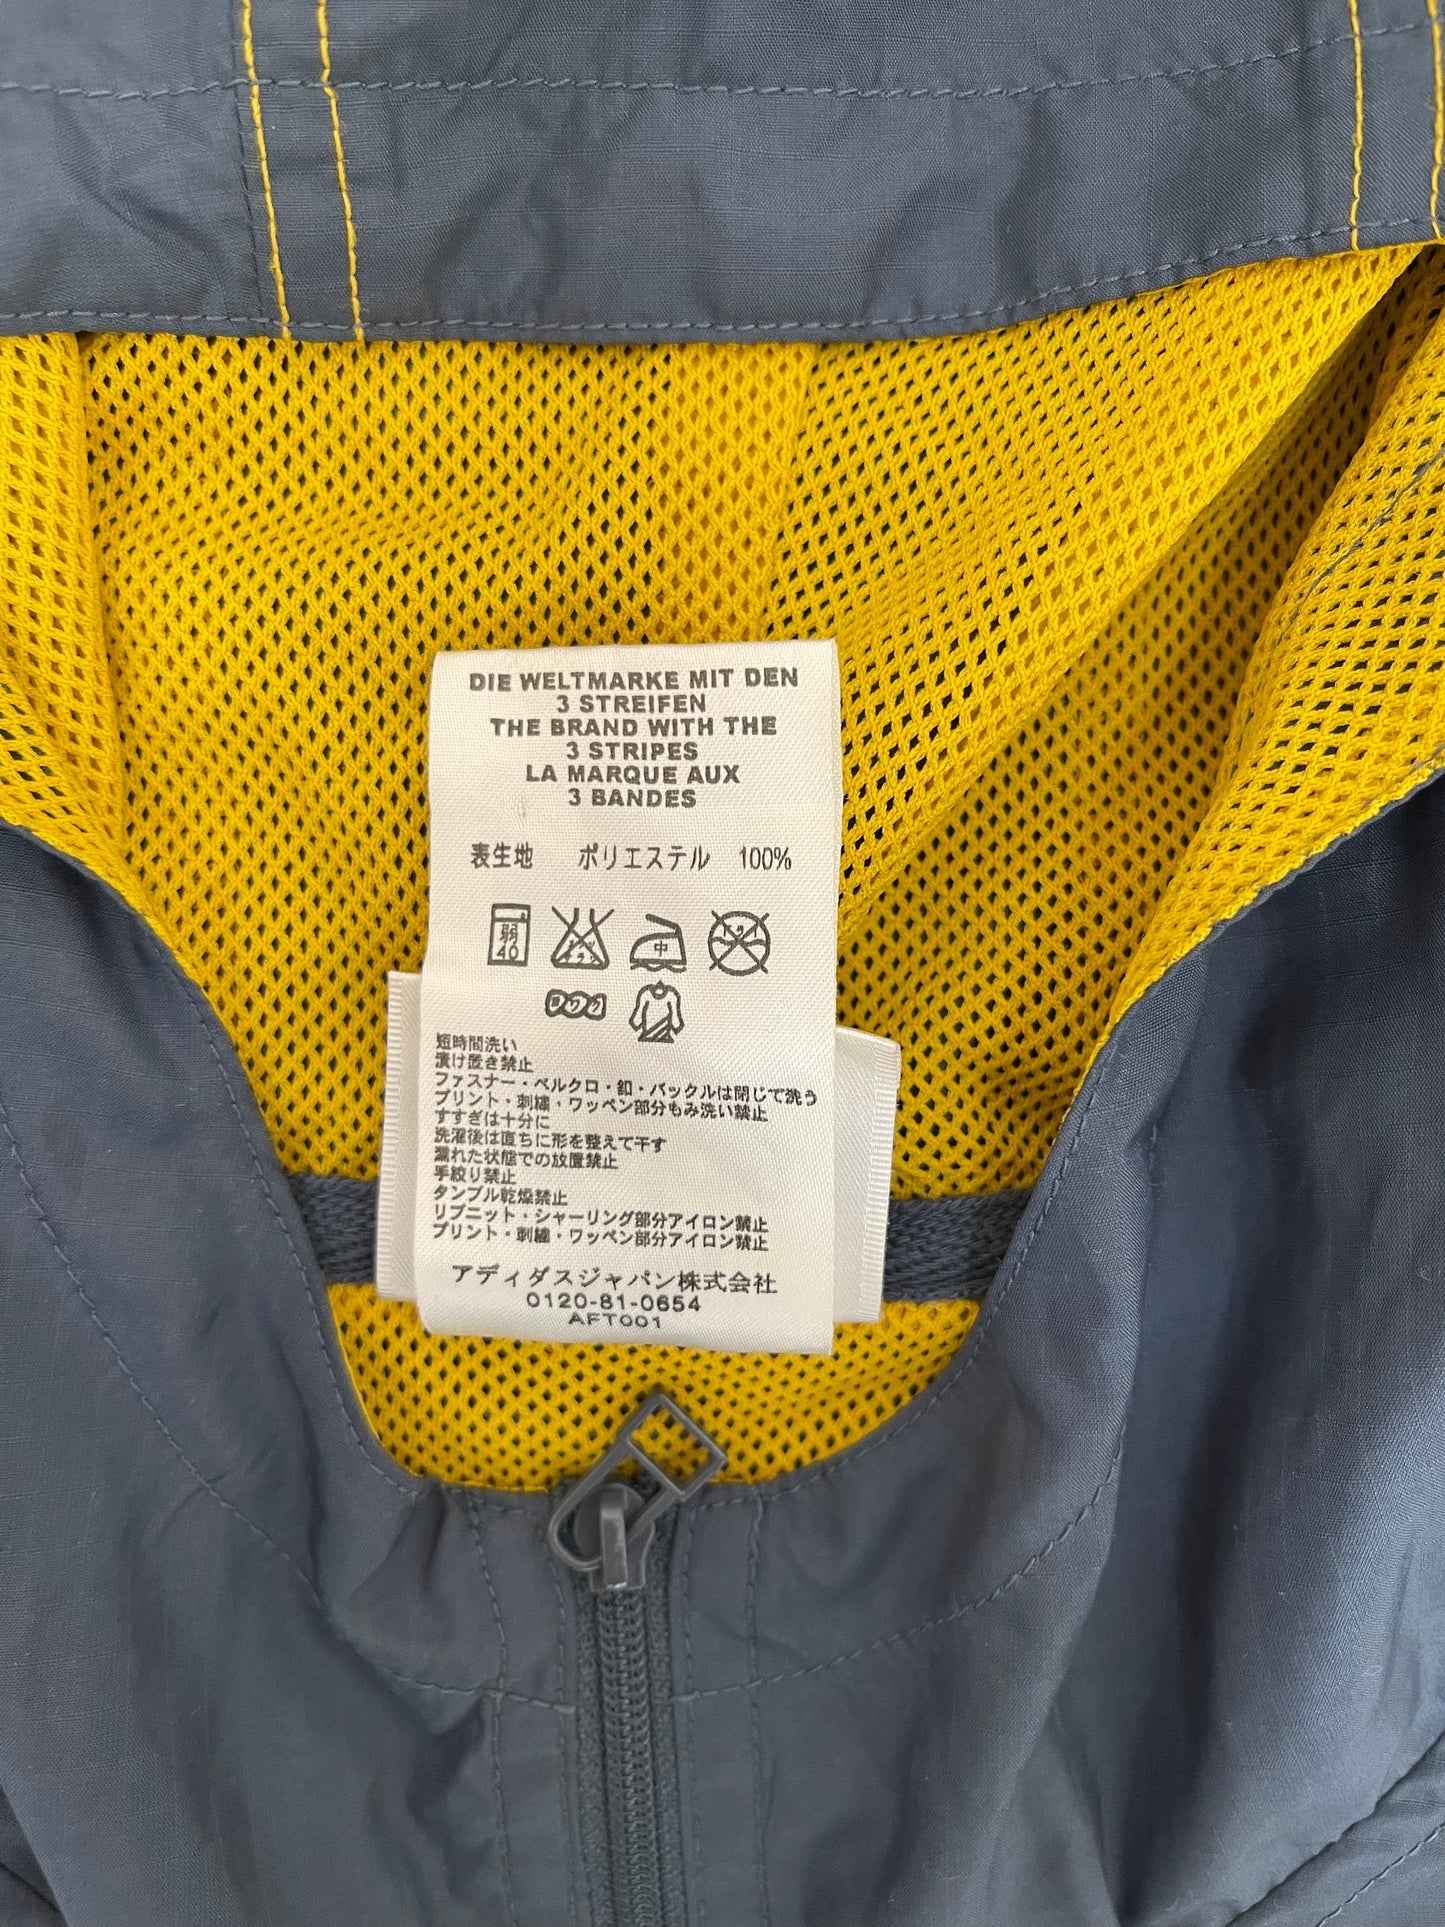 DIE WELTMARKE MIT DEN
3 STREIFEN
THE BRAND WITH THE
3 STRIPES
LA MARQUE AUX
3 BANDES
表生地 ポリエステル 100%
弱
40
中
短時間洗い
漬け置き禁止
ファスナー・ベルクロ・釦・バックルは閉じて洗う
プリント・刺繍・ワッペン部分もみ洗い禁止
すすぎは十分に
洗濯後は直ちに形を整えて干す
濡れた状態での放置禁止
手絞り禁止
タンブル乾燥禁止
リブニット・シャーリング部分アイロン禁止
プリント・刺繍・ワッペン部分アイロン禁止
アディダスジャパン株式会社
0120-81-0654
AFT001